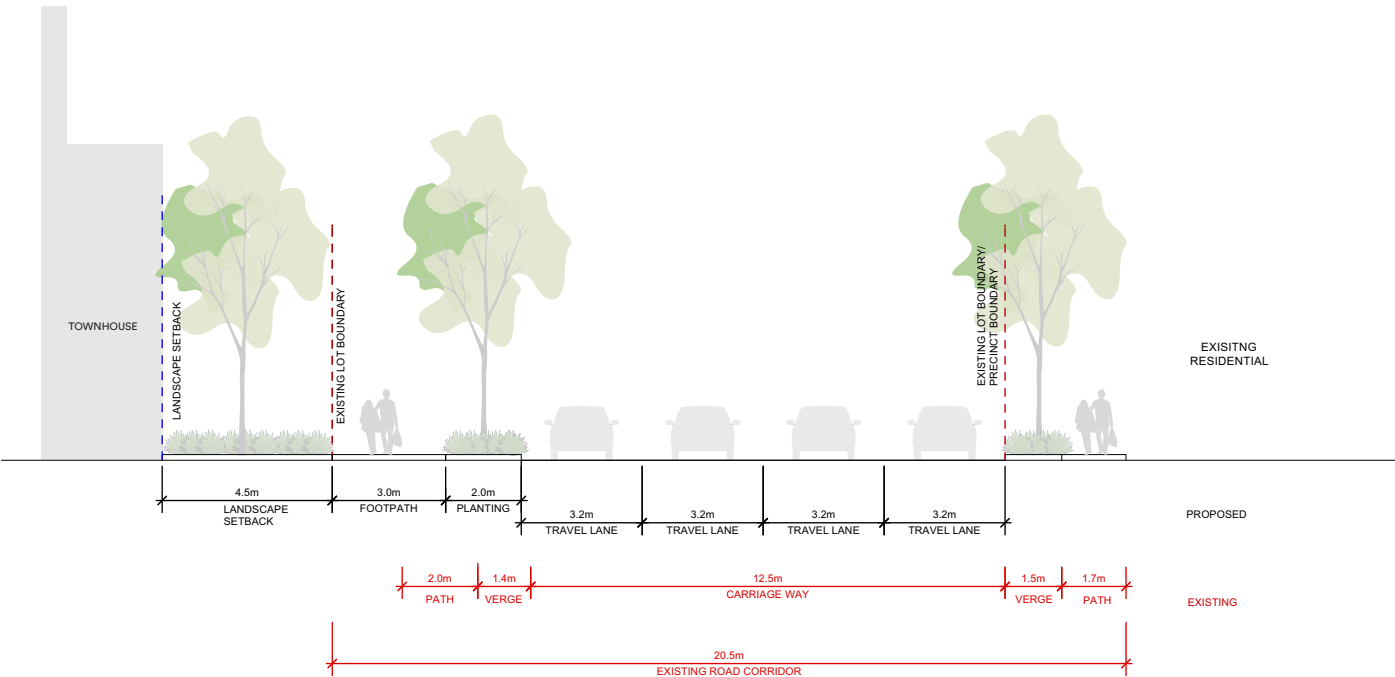 TOWNHOUSE
LANDSCAPE SETBACK
EXISTING LOT BOUNDARY
EXISTING LOT BOUNDARY/
PRECINCT BOUNDARY
EXISITNG
RESIDENTIAL
4.5m
LANDSCAPE
SETBACK
3.0m
FOOTPATH
2.0m
PLANTING
3.2m
TRAVEL LANE
3.2m
TRAVEL LANE
3.2m
TRAVEL LANE
3.2m
TRAVEL LANE
PROPOSED
2.0m
PATH
1.4m
VERGE
12.5m
CARRIAGE WAY
1.5m
VERGE
1.7m
PATH
EXISTING
20.5m
EXISTING ROAD CORRIDOR